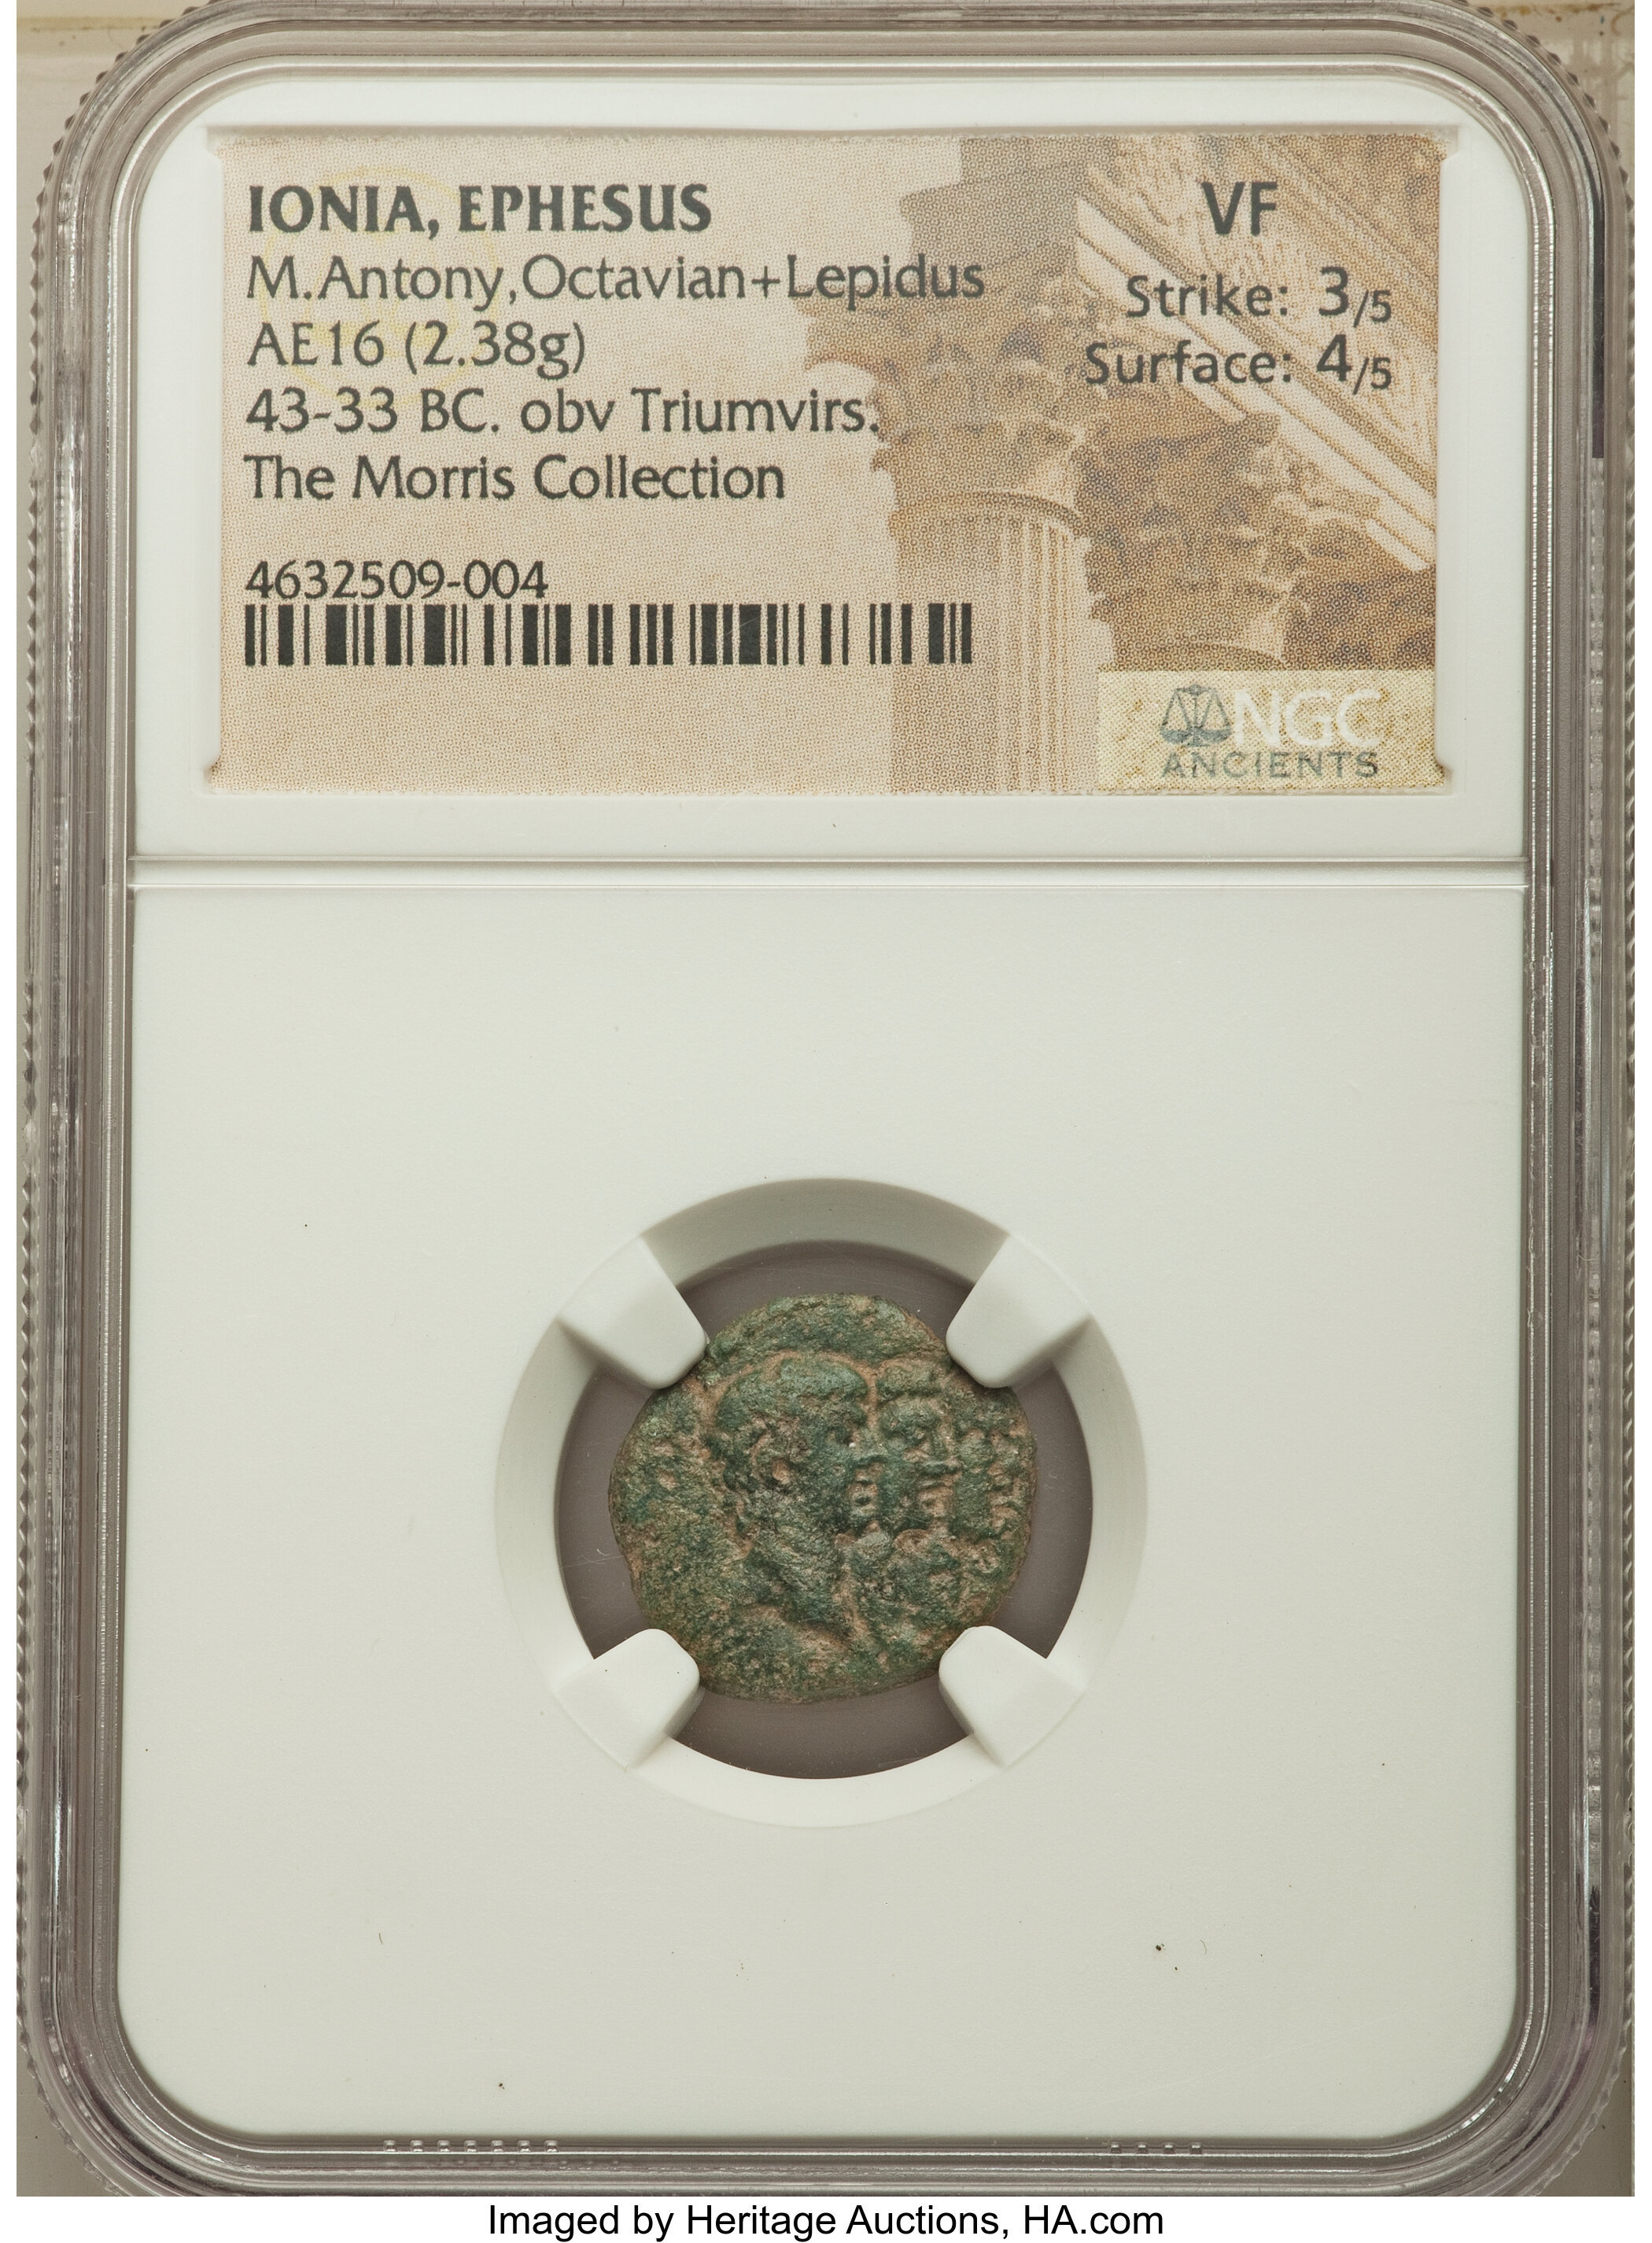 IONIA, EPHESUS
M.Antony,Octavian+Lepidus
AE16 (2.38g)
43-33 BC. obv Triumvirs.
The Morris Collection
4632509-004
VF
Strike: 3/5
Surface: 4/5
NGC
ANCIENTS
Imaged by Heritage Auctions, HA.com